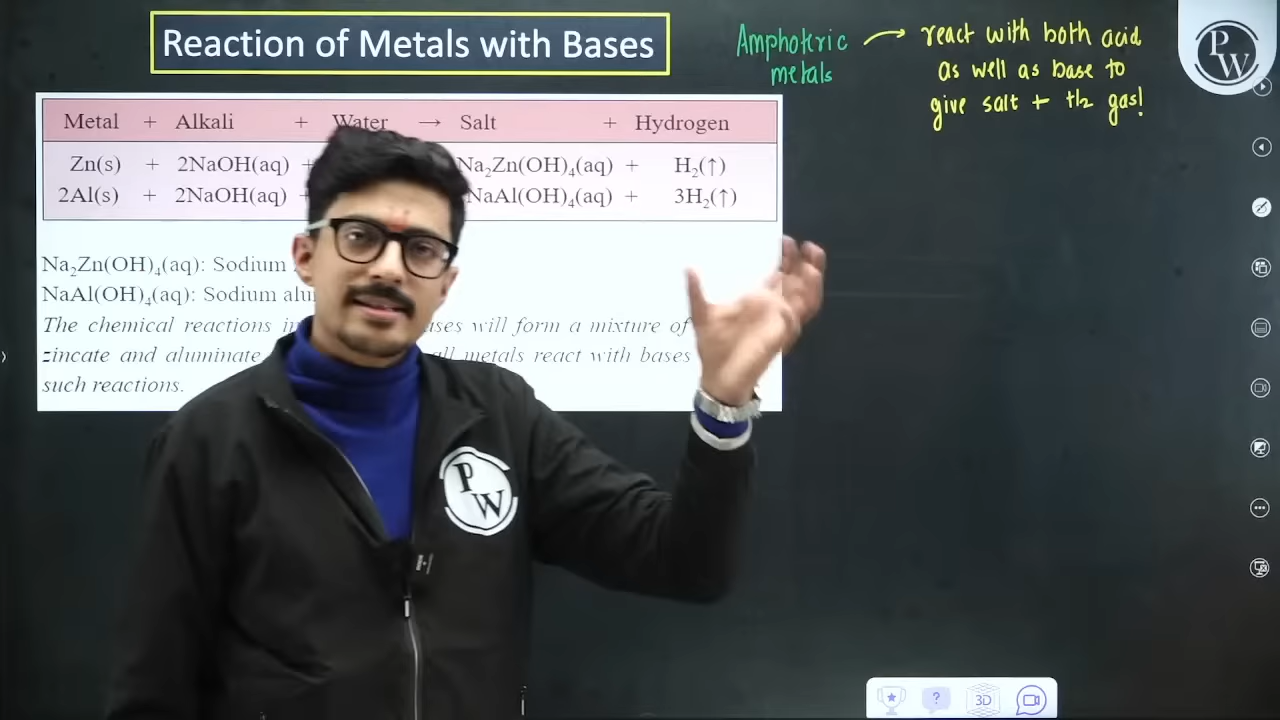 Reaction of Metals with Bases
Amphoteric
metals
react with both acid
as well as base to
give salt + H₂ gas!
PW
Metal + Alkali + Water → Salt + Hydrogen
Zn(s) + 2NaOH(aq) + Na₂Zn(OH)₄(aq) + H₂(↑)
2Al(s) + 2NaOH(aq) + NaAl(OH)₄(aq) + 3H₂(↑)
Na₂Zn(OH)₄(aq): Sodium
NaAl(OH)₄(aq): Sodium
The chemical reactions will form a mixture of
zincate and aluminate all metals react with bases
such reactions.
PW
3D